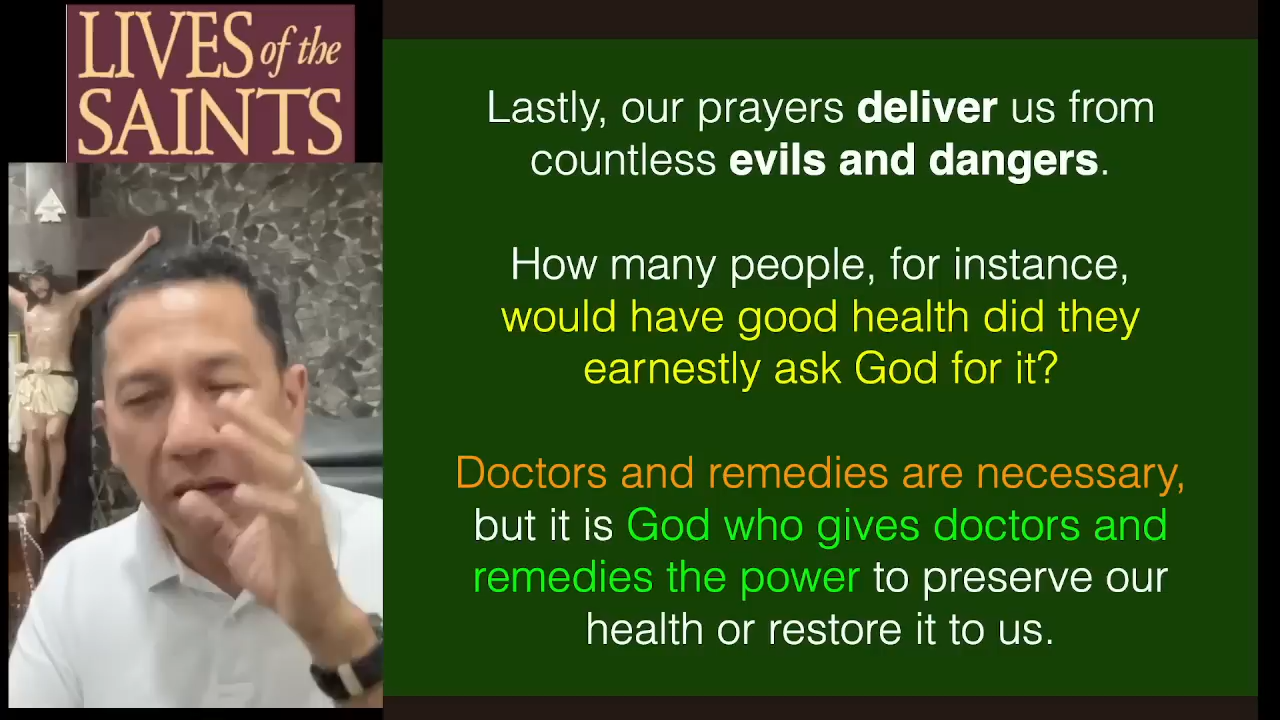 LIVES of the
SAINTS
Lastly, our prayers deliver us from
countless evils and dangers.
How many people, for instance,
would have good health did they
earnestly ask God for it?
Doctors and remedies are necessary,
but it is God who gives doctors and
remedies the power to preserve our
health or restore it to us.